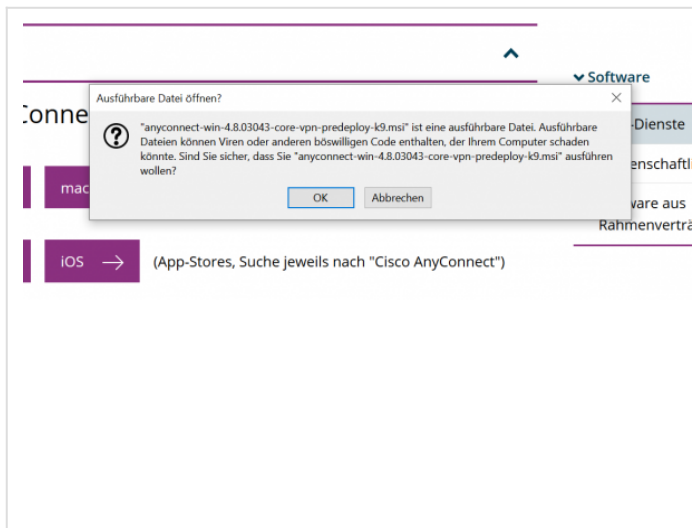 Software
Ausführbare Datei öffnen?
"anyconnect-win-4.8.03043-core-vpn-predeploy-k9.msi" ist eine ausführbare Datei. Ausführbare
Dateien können Viren oder anderen böswilligen Code enthalten, der Ihrem Computer schaden
könnte. Sind Sie sicher, dass Sie "anyconnect-win-4.8.03043-core-vpn-predeploy-k9.msi" ausführen
wollen?
OK
Abbrechen
Conne
-Dienste
enschaftli
mac
ware aus
Rahmenverträ
iOS →
(App-Stores, Suche jeweils nach "Cisco AnyConnect")